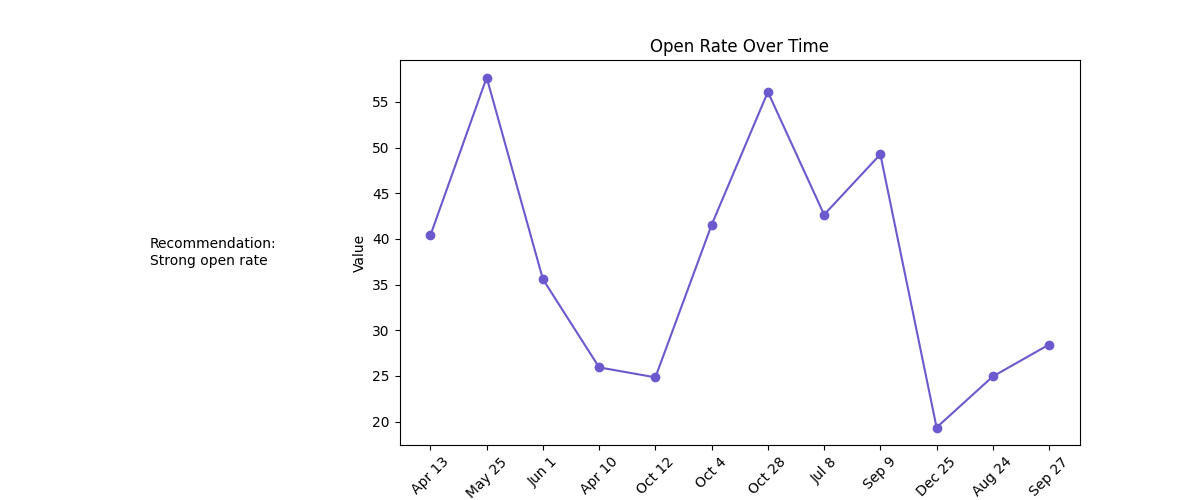 Open Rate Over Time
Recommendation:
Strong open rate
Value
55
50
45
40
35
30
25
20
Apr 13
May 25
Jun 1
Apr 10
Oct 12
Oct 4
Oct 28
Jul 8
Sep 9
Dec 25
Aug 24
Sep 27